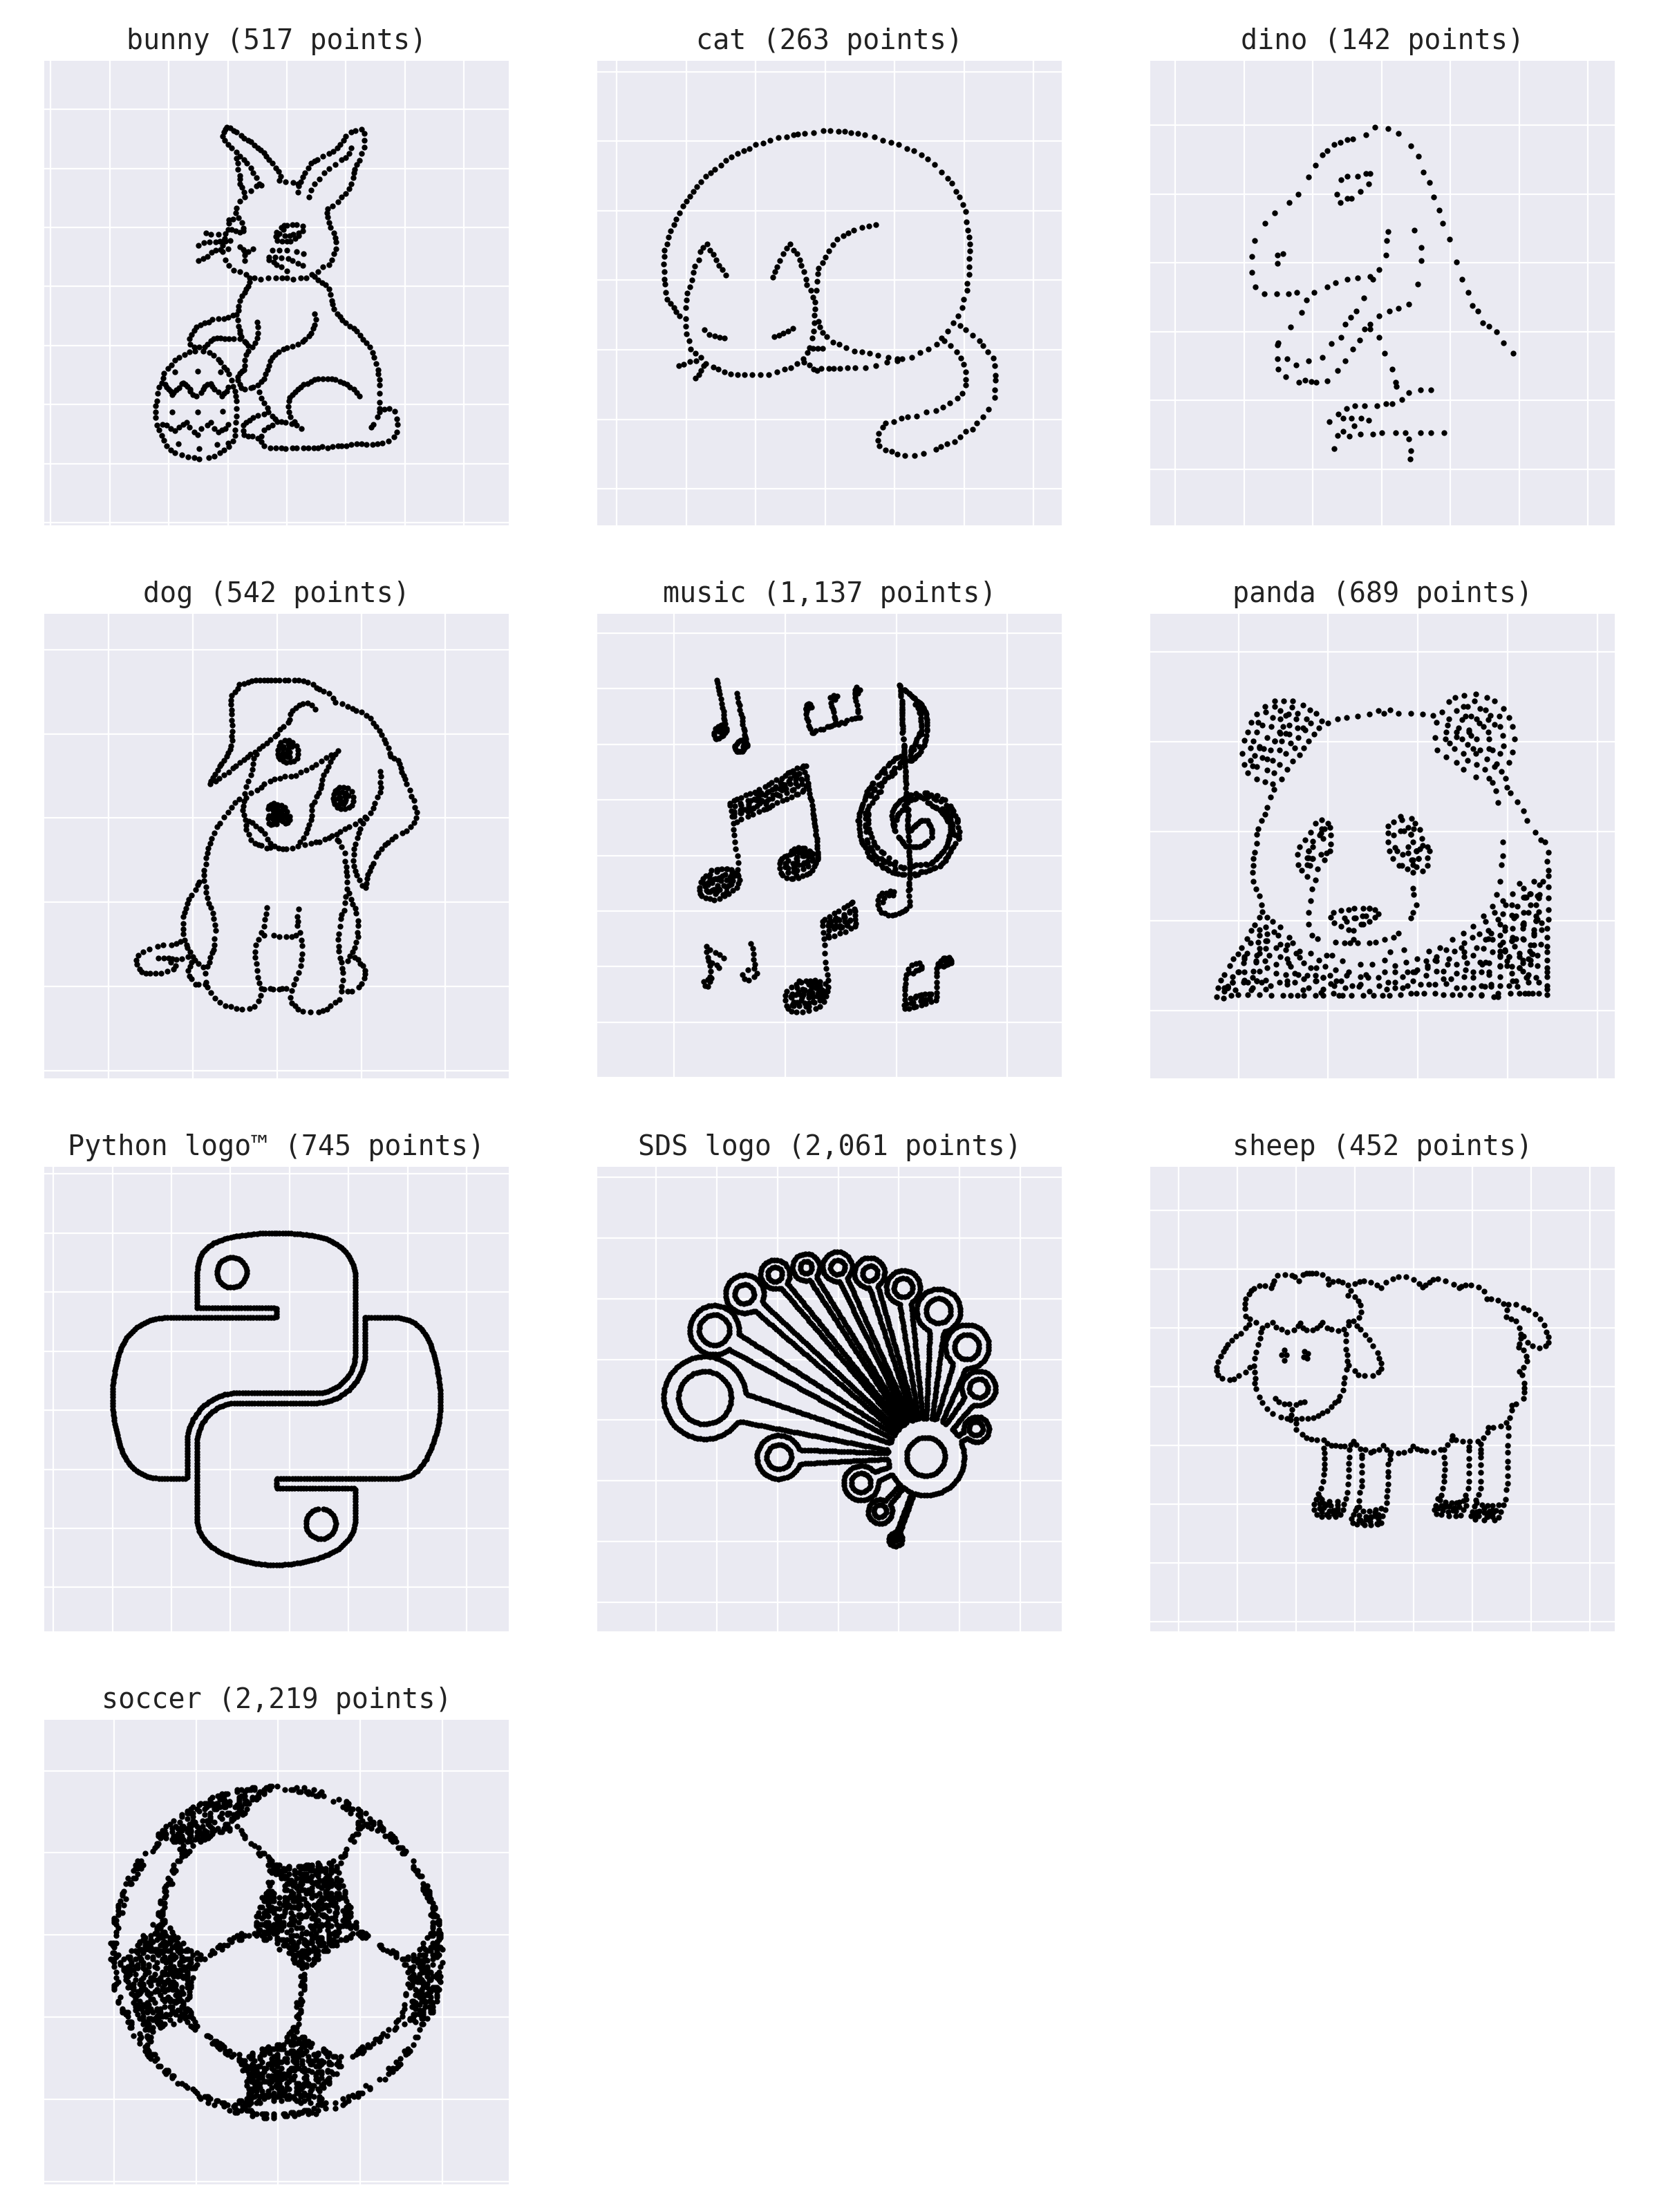 bunny (517 points)
cat (263 points)
dino (142 points)
dog (542 points)
music (1,137 points)
panda (689 points)
Python logo™ (745 points)
SDS logo (2,061 points)
sheep (452 points)
soccer (2,219 points)